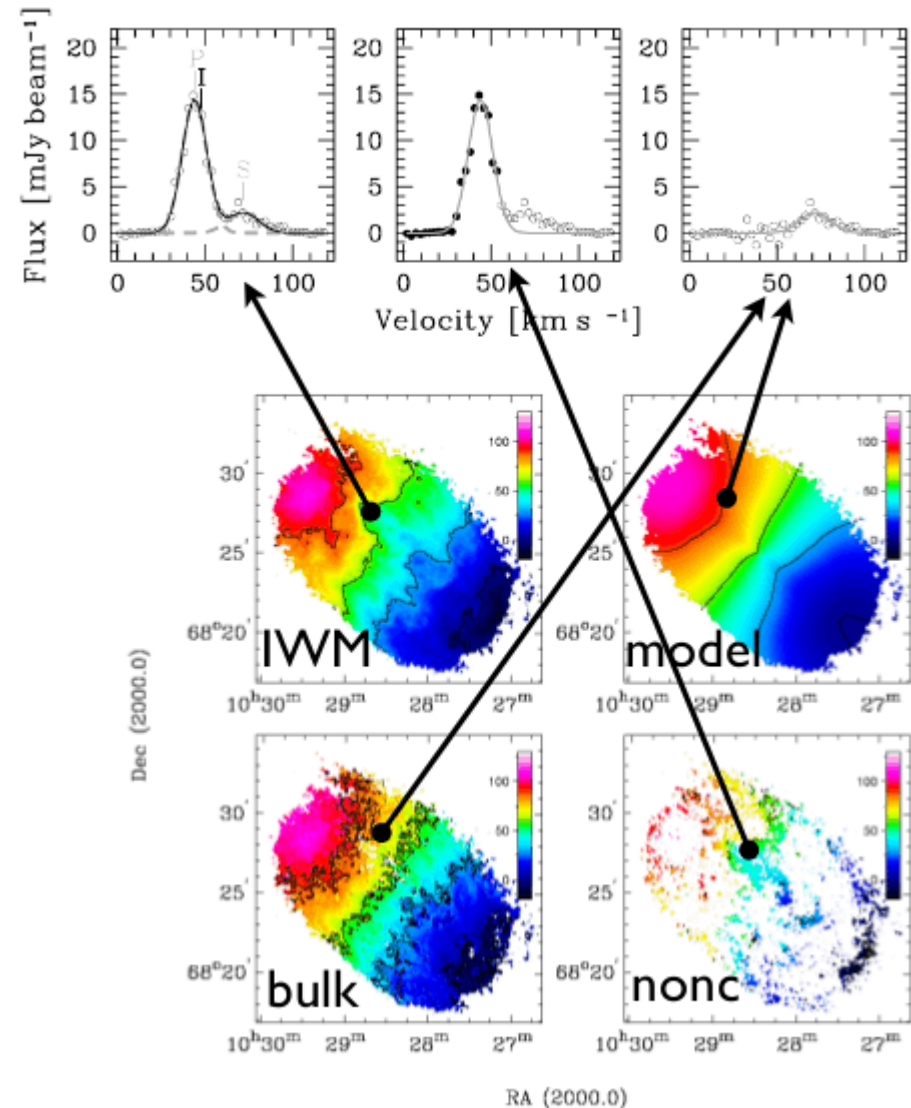 Flux [mJy beam⁻¹]
20
15
10
5
0
P
I
S
0 50 100
20
15
10
5
0
0 50 100
20
15
10
5
0
0 50 100
Velocity [km s ⁻¹]
Dec (2000.0)
30'
25'
68°20'
100
50
0
IWM
10ʰ30ᵐ 29ᵐ 28ᵐ 27ᵐ
30'
25'
68°20'
100
50
0
model
10ʰ30ᵐ 29ᵐ 28ᵐ 27ᵐ
30'
25'
68°20'
100
50
0
bulk
10ʰ30ᵐ 29ᵐ 28ᵐ 27ᵐ
30'
25'
68°20'
100
50
0
nonc
10ʰ30ᵐ 29ᵐ 28ᵐ 27ᵐ
RA (2000.0)